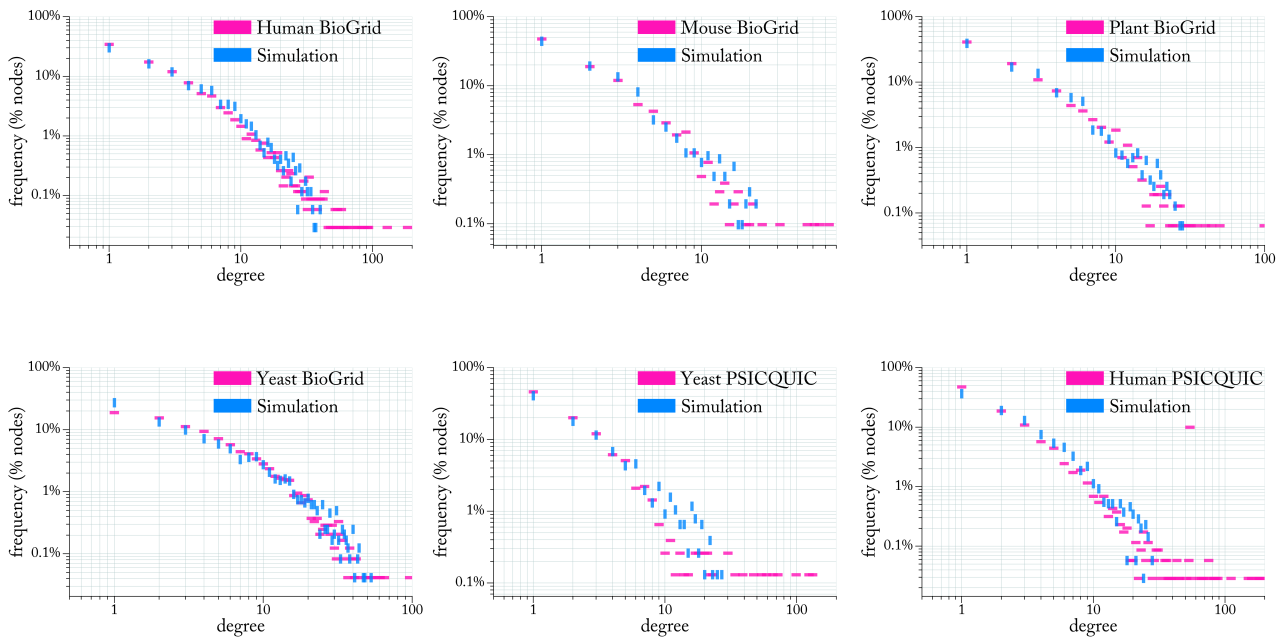 100%
10%
1%
0.1%
frequency (% nodes)
Human BioGrid
Simulation
1
10
100
degree
100%
10%
1%
0.1%
frequency (% nodes)
Mouse BioGrid
Simulation
1
10
degree
100%
10%
1%
0.1%
frequency (% nodes)
Plant BioGrid
Simulation
1
10
100
degree
100%
10%
1%
0.1%
frequency (% nodes)
Yeast BioGrid
Simulation
1
10
100
degree
100%
10%
1%
0.1%
frequency (% nodes)
Yeast PSICQUIC
Simulation
1
10
100
degree
100%
10%
1%
0.1%
frequency (% nodes)
Human PSICQUIC
Simulation
1
10
100
degree